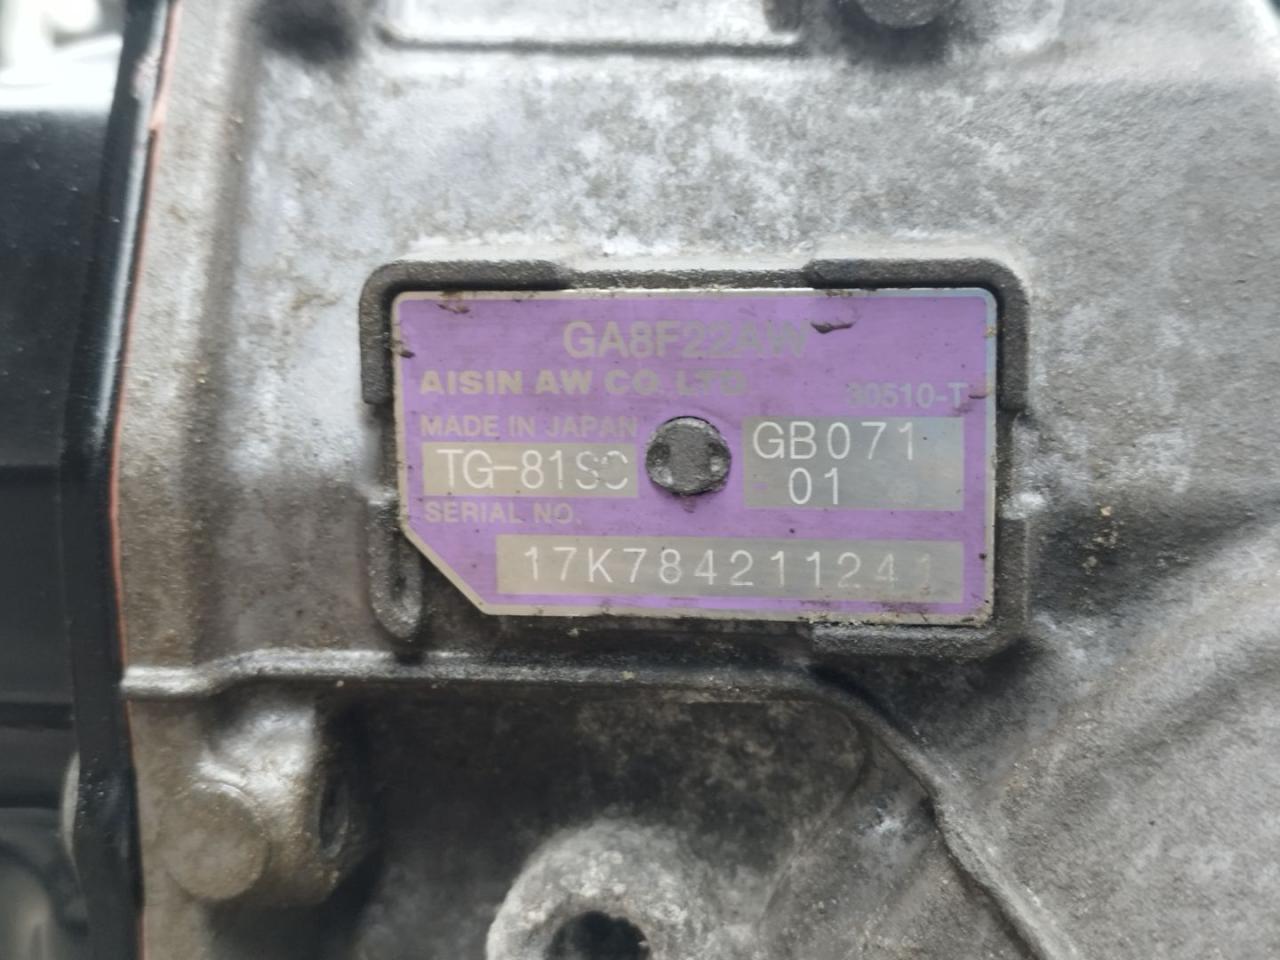 GA8F22AW
AISIN AW CO. LTD.
30510-T
MADE IN JAPAN
TG-81SC
GB071
01
SERIAL NO.
17K784211241